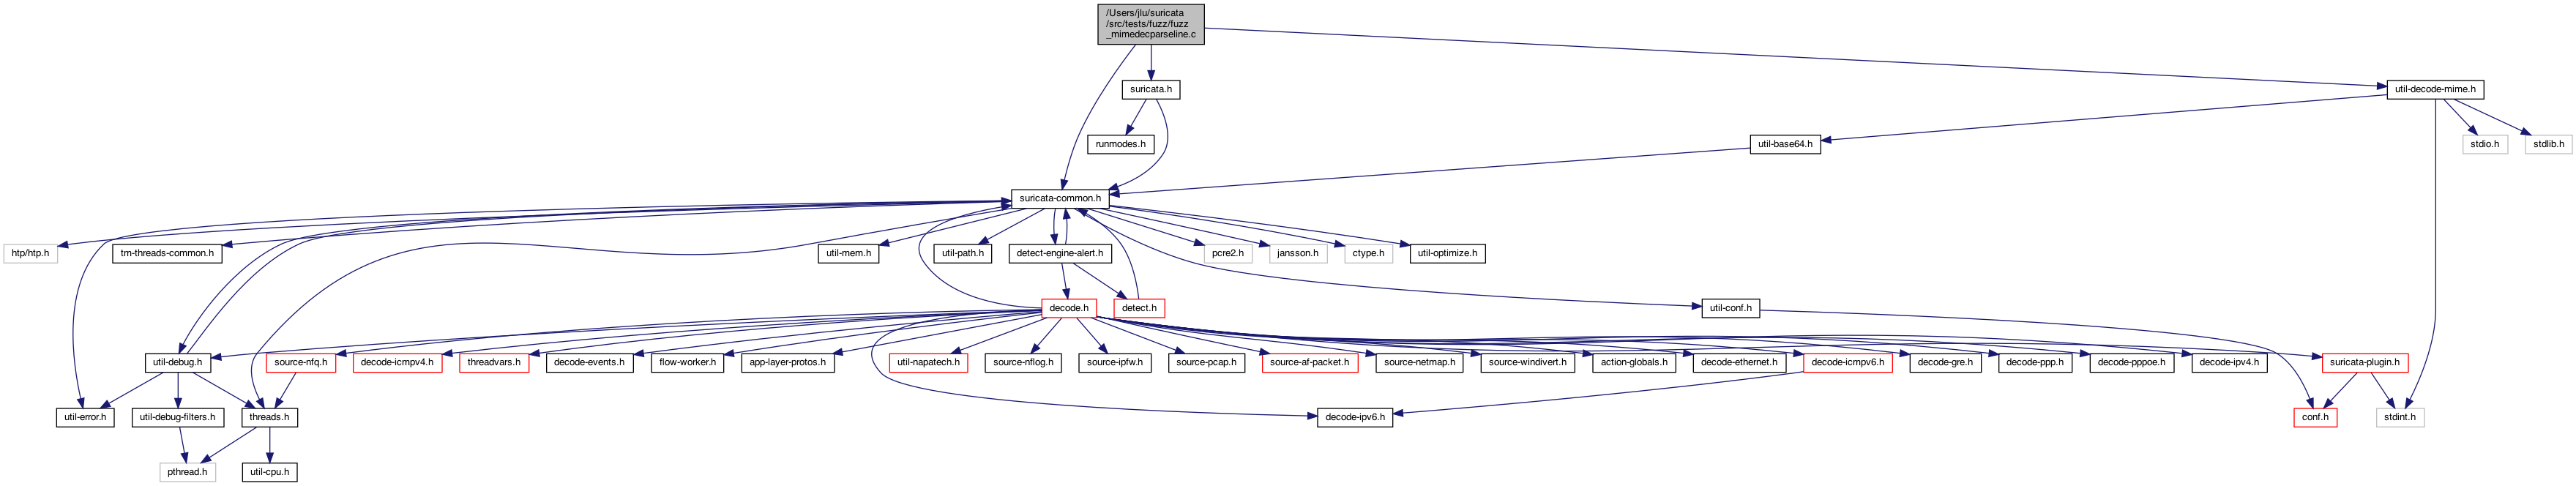 /Users/jlu/suricata
/src/tests/fuzz/fuzz
_mimedecparseline.c
suricata.h
util-decode-mime.h
runmodes.h
util-base64.h
stdio.h
stdlib.h
suricata-common.h
htp/htp.h
tm-threads-common.h
util-mem.h
util-path.h
detect-engine-alert.h
pcre2.h
jansson.h
ctype.h
util-optimize.h
decode.h
detect.h
util-conf.h
util-debug.h
source-nfq.h
decode-icmpv4.h
threadvars.h
decode-events.h
flow-worker.h
app-layer-protos.h
util-napatech.h
source-nflog.h
source-ipfw.h
source-pcap.h
source-af-packet.h
source-netmap.h
source-windivert.h
action-globals.h
decode-ethernet.h
decode-icmpv6.h
decode-gre.h
decode-ppp.h
decode-pppoe.h
decode-ipv4.h
suricata-plugin.h
util-error.h
util-debug-filters.h
threads.h
decode-ipv6.h
conf.h
stdint.h
pthread.h
util-cpu.h